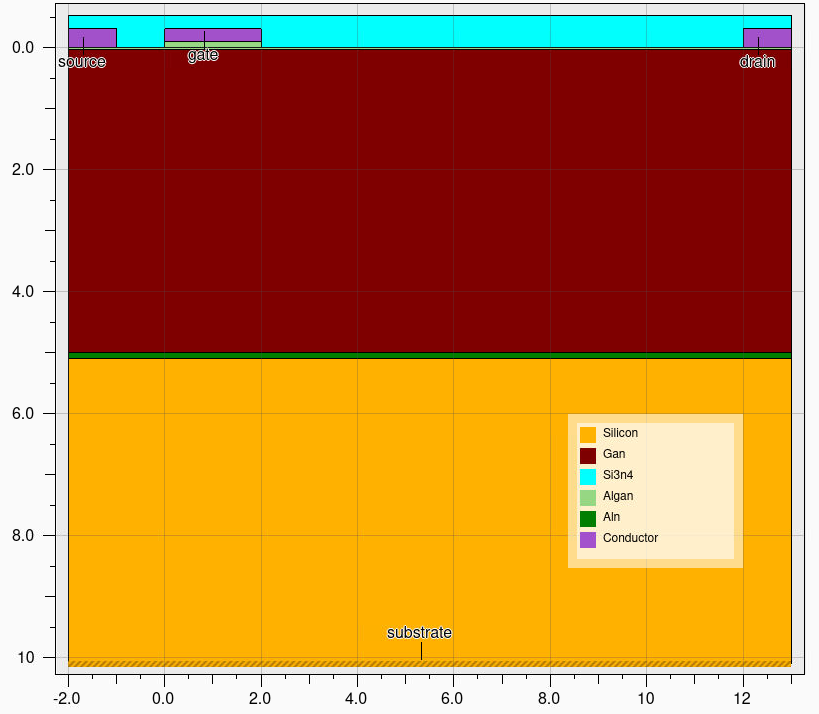 0.0
source
gate
drain
2.0
4.0
6.0
Silicon
Gan
Si3n4
Algan
Aln
Conductor
8.0
substrate
10
-2.0 0.0 2.0 4.0 6.0 8.0 10 12